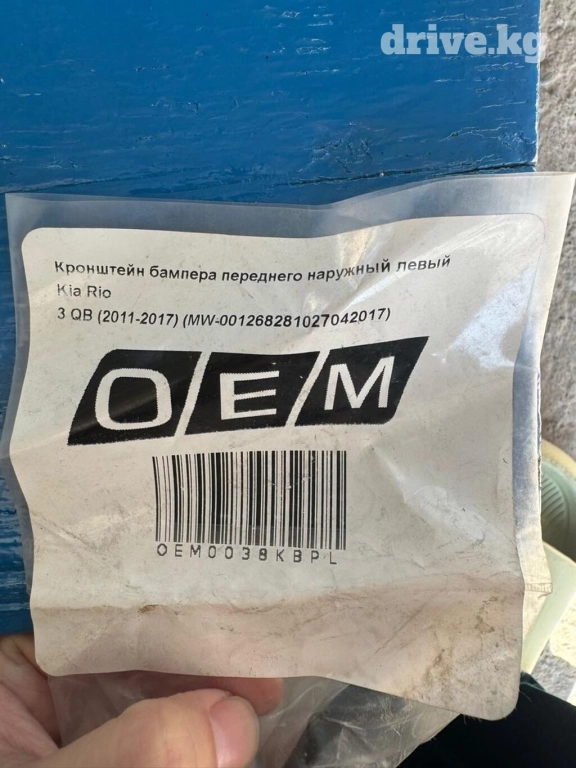 drive.kg
Кронштейн бампера переднего наружный левый
Kia Rio
3 QB (2011-2017) (MW-001268281027042017)
OEM
OEM0038KBPL